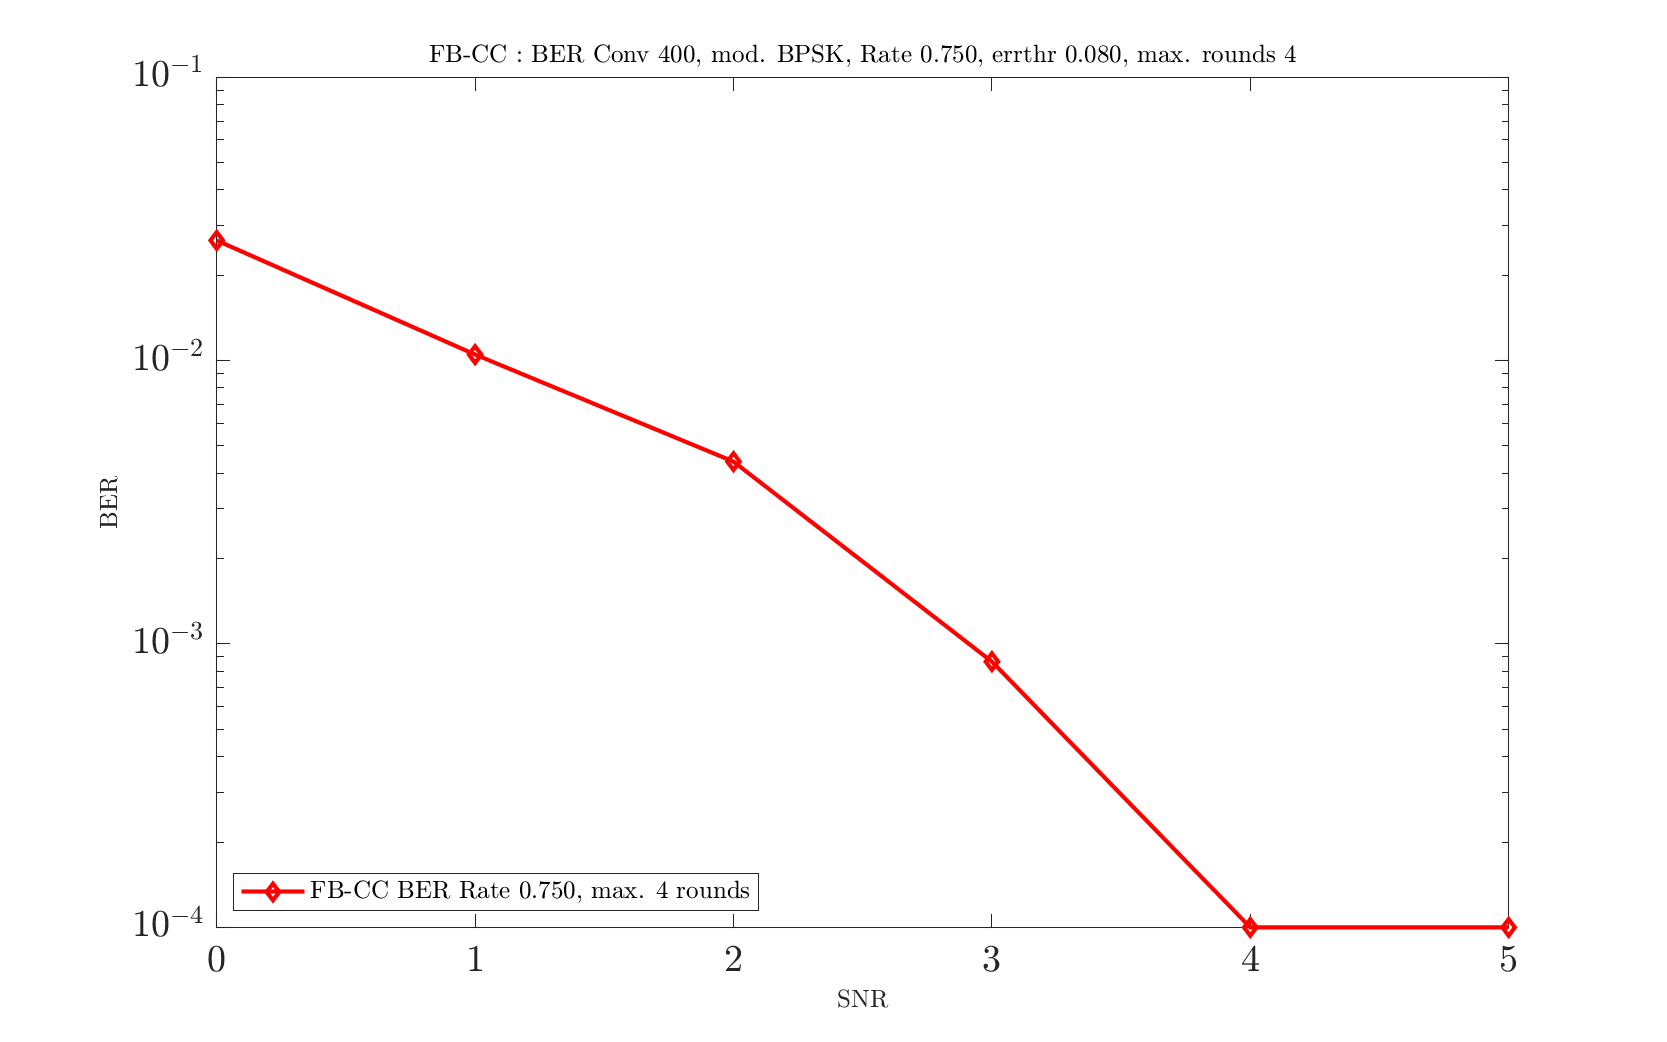 FB-CC : BER Conv 400, mod. BPSK, Rate 0.750, errthr 0.080, max. rounds 4
10^{-1}
10^{-2}
10^{-3}
10^{-4}
BER
FB-CC BER Rate 0.750, max. 4 rounds
0 1 2 3 4 5
SNR